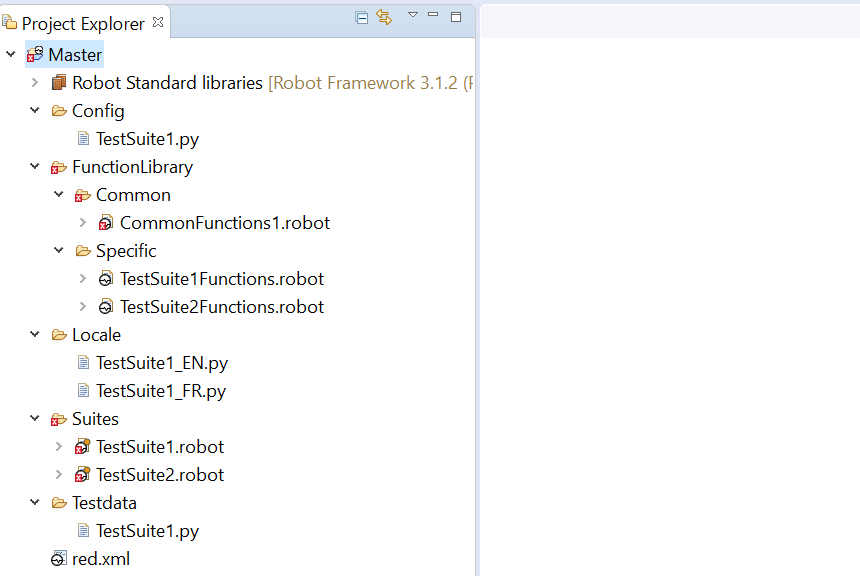 Project Explorer
Master
Robot Standard libraries [Robot Framework 3.1.2 (
Config
TestSuite1.py
FunctionLibrary
Common
CommonFunctions1.robot
Specific
TestSuite1Functions.robot
TestSuite2Functions.robot
Locale
TestSuite1_EN.py
TestSuite1_FR.py
Suites
TestSuite1.robot
TestSuite2.robot
Testdata
TestSuite1.py
red.xml